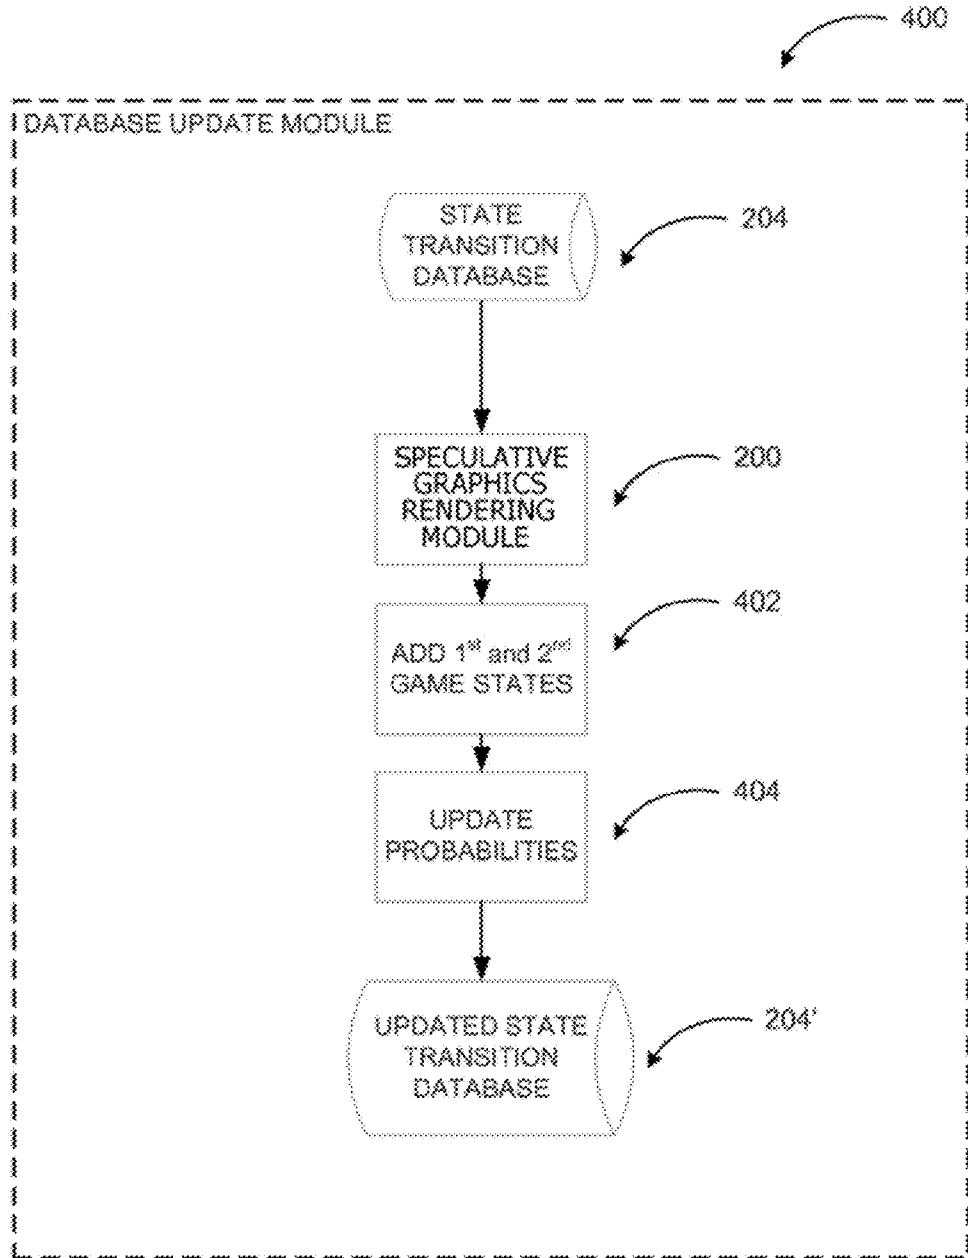 400
DATABASE UPDATE MODULE
STATE
TRANSITION
DATABASE
204
SPECULATIVE
GRAPHICS
RENDERING
MODULE
200
ADD 1st and 2nd
GAME STATES
402
UPDATE
PROBABILITIES
404
UPDATED STATE
TRANSITION
DATABASE
204'